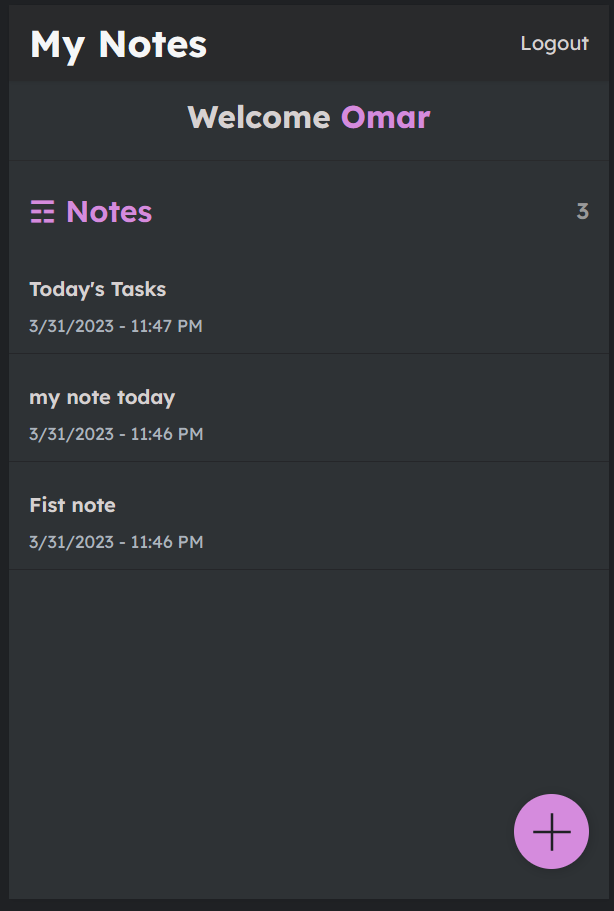 My Notes
Logout
Welcome Omar
☶ Notes
3
Today's Tasks
3/31/2023 - 11:47 PM
my note today
3/31/2023 - 11:46 PM
Fist note
3/31/2023 - 11:46 PM